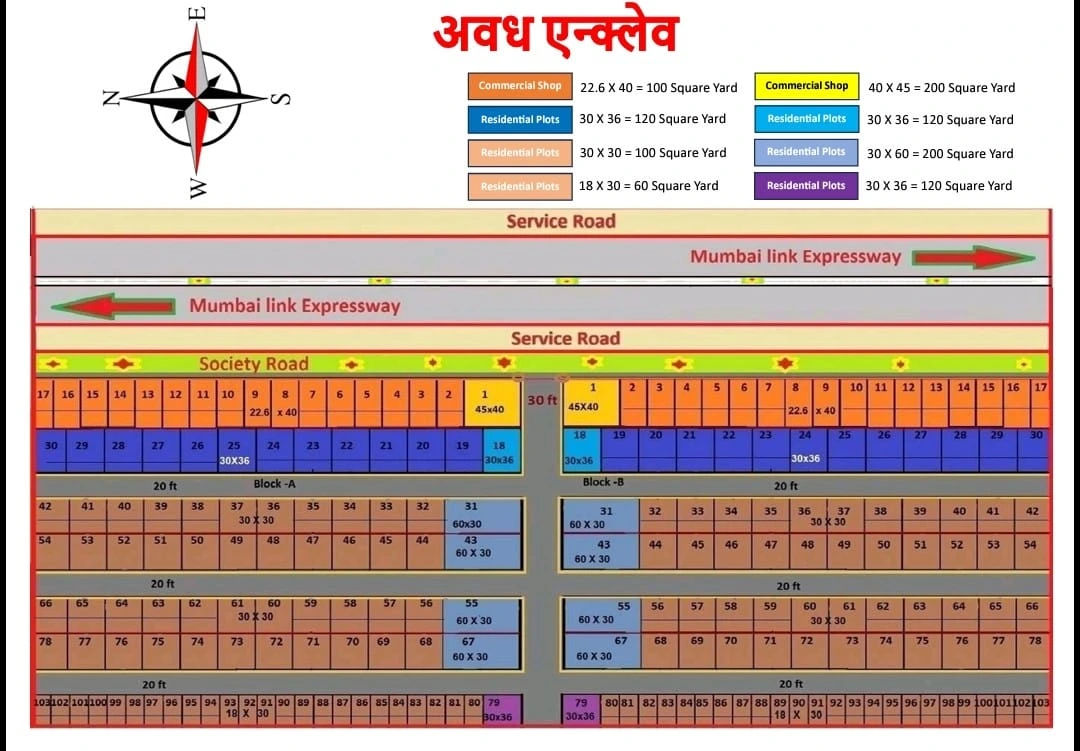 E
N
S
W
अवध एन्क्लेव
Commercial Shop 22.6 X 40 = 100 Square Yard Commercial Shop 40 X 45 = 200 Square Yard
Residential Plots 30 X 36 = 120 Square Yard Residential Plots 30 X 36 = 120 Square Yard
Residential Plots 30 X 30 = 100 Square Yard Residential Plots 30 X 60 = 200 Square Yard
Residential Plots 18 X 30 = 60 Square Yard Residential Plots 30 X 36 = 120 Square Yard
Service Road
Mumbai link Expressway
Mumbai link Expressway
Service Road
Society Road
17 16 15 14 13 12 11 10 9 8 7 6 5 4 3 2 1 30 ft 1 2 3 4 5 6 7 8 9 10 11 12 13 14 15 16 17
22.6 x 40 45x40 45X40 22.6 x 40
30 29 28 27 26 25 24 23 22 21 20 19 18 18 19 20 21 22 23 24 25 26 27 28 29 30
30X36 30x36 30x36 30x36
20 ft Block -A Block -B 20 ft
42 41 40 39 38 37 36 35 34 33 32 31 31 32 33 34 35 36 37 38 39 40 41 42
30 X 30 60x30 60 X 30 30 X 30
54 53 52 51 50 49 48 47 46 45 44 43 43 44 45 46 47 48 49 50 51 52 53 54
60 X 30 60 X 30
20 ft 20 ft
66 65 64 63 62 61 60 59 58 57 56 55 55 56 57 58 59 60 61 62 63 64 65 66
30 X 30 60 X 30 60 X 30 30 X 30
78 77 76 75 74 73 72 71 70 69 68 67 67 68 69 70 71 72 73 74 75 76 77 78
60 X 30 60 X 30
20 ft 20 ft
103 102 101 100 99 98 97 96 95 94 93 92 91 90 89 88 87 86 85 84 83 82 81 80 79 79 80 81 82 83 84 85 86 87 88 89 90 91 92 93 94 95 96 97 98 99 100 101 102 103
18 X 30 30x36 30x36 18 X 30